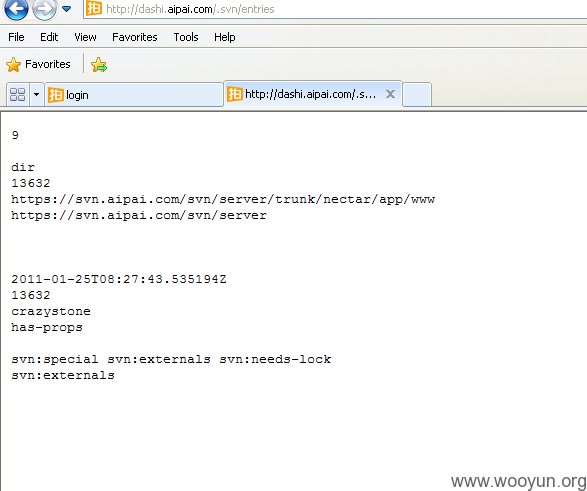 http://dashi.aipai.com/.svn/entries
File Edit View Favorites Tools Help
Favorites
拍 login 拍 http://dashi.aipai.com/.s... X
9
dir
13632
https://svn.aipai.com/svn/server/trunk/nectar/app/www
https://svn.aipai.com/svn/server
2011-01-25T08:27:43.535194Z
13632
crazystone
has-props
svn:special svn:externals svn:needs-lock
svn:externals
www.wooyun.org